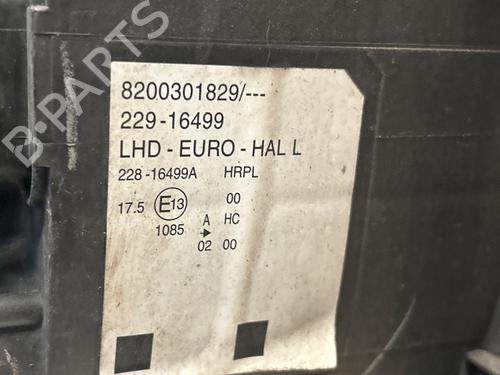 B-PARTS
8200301829/---
229-16499
LHD - EURO - HAL L
228-16499A HRPL
17.5 E13 00
1085 A HC
→
02 00